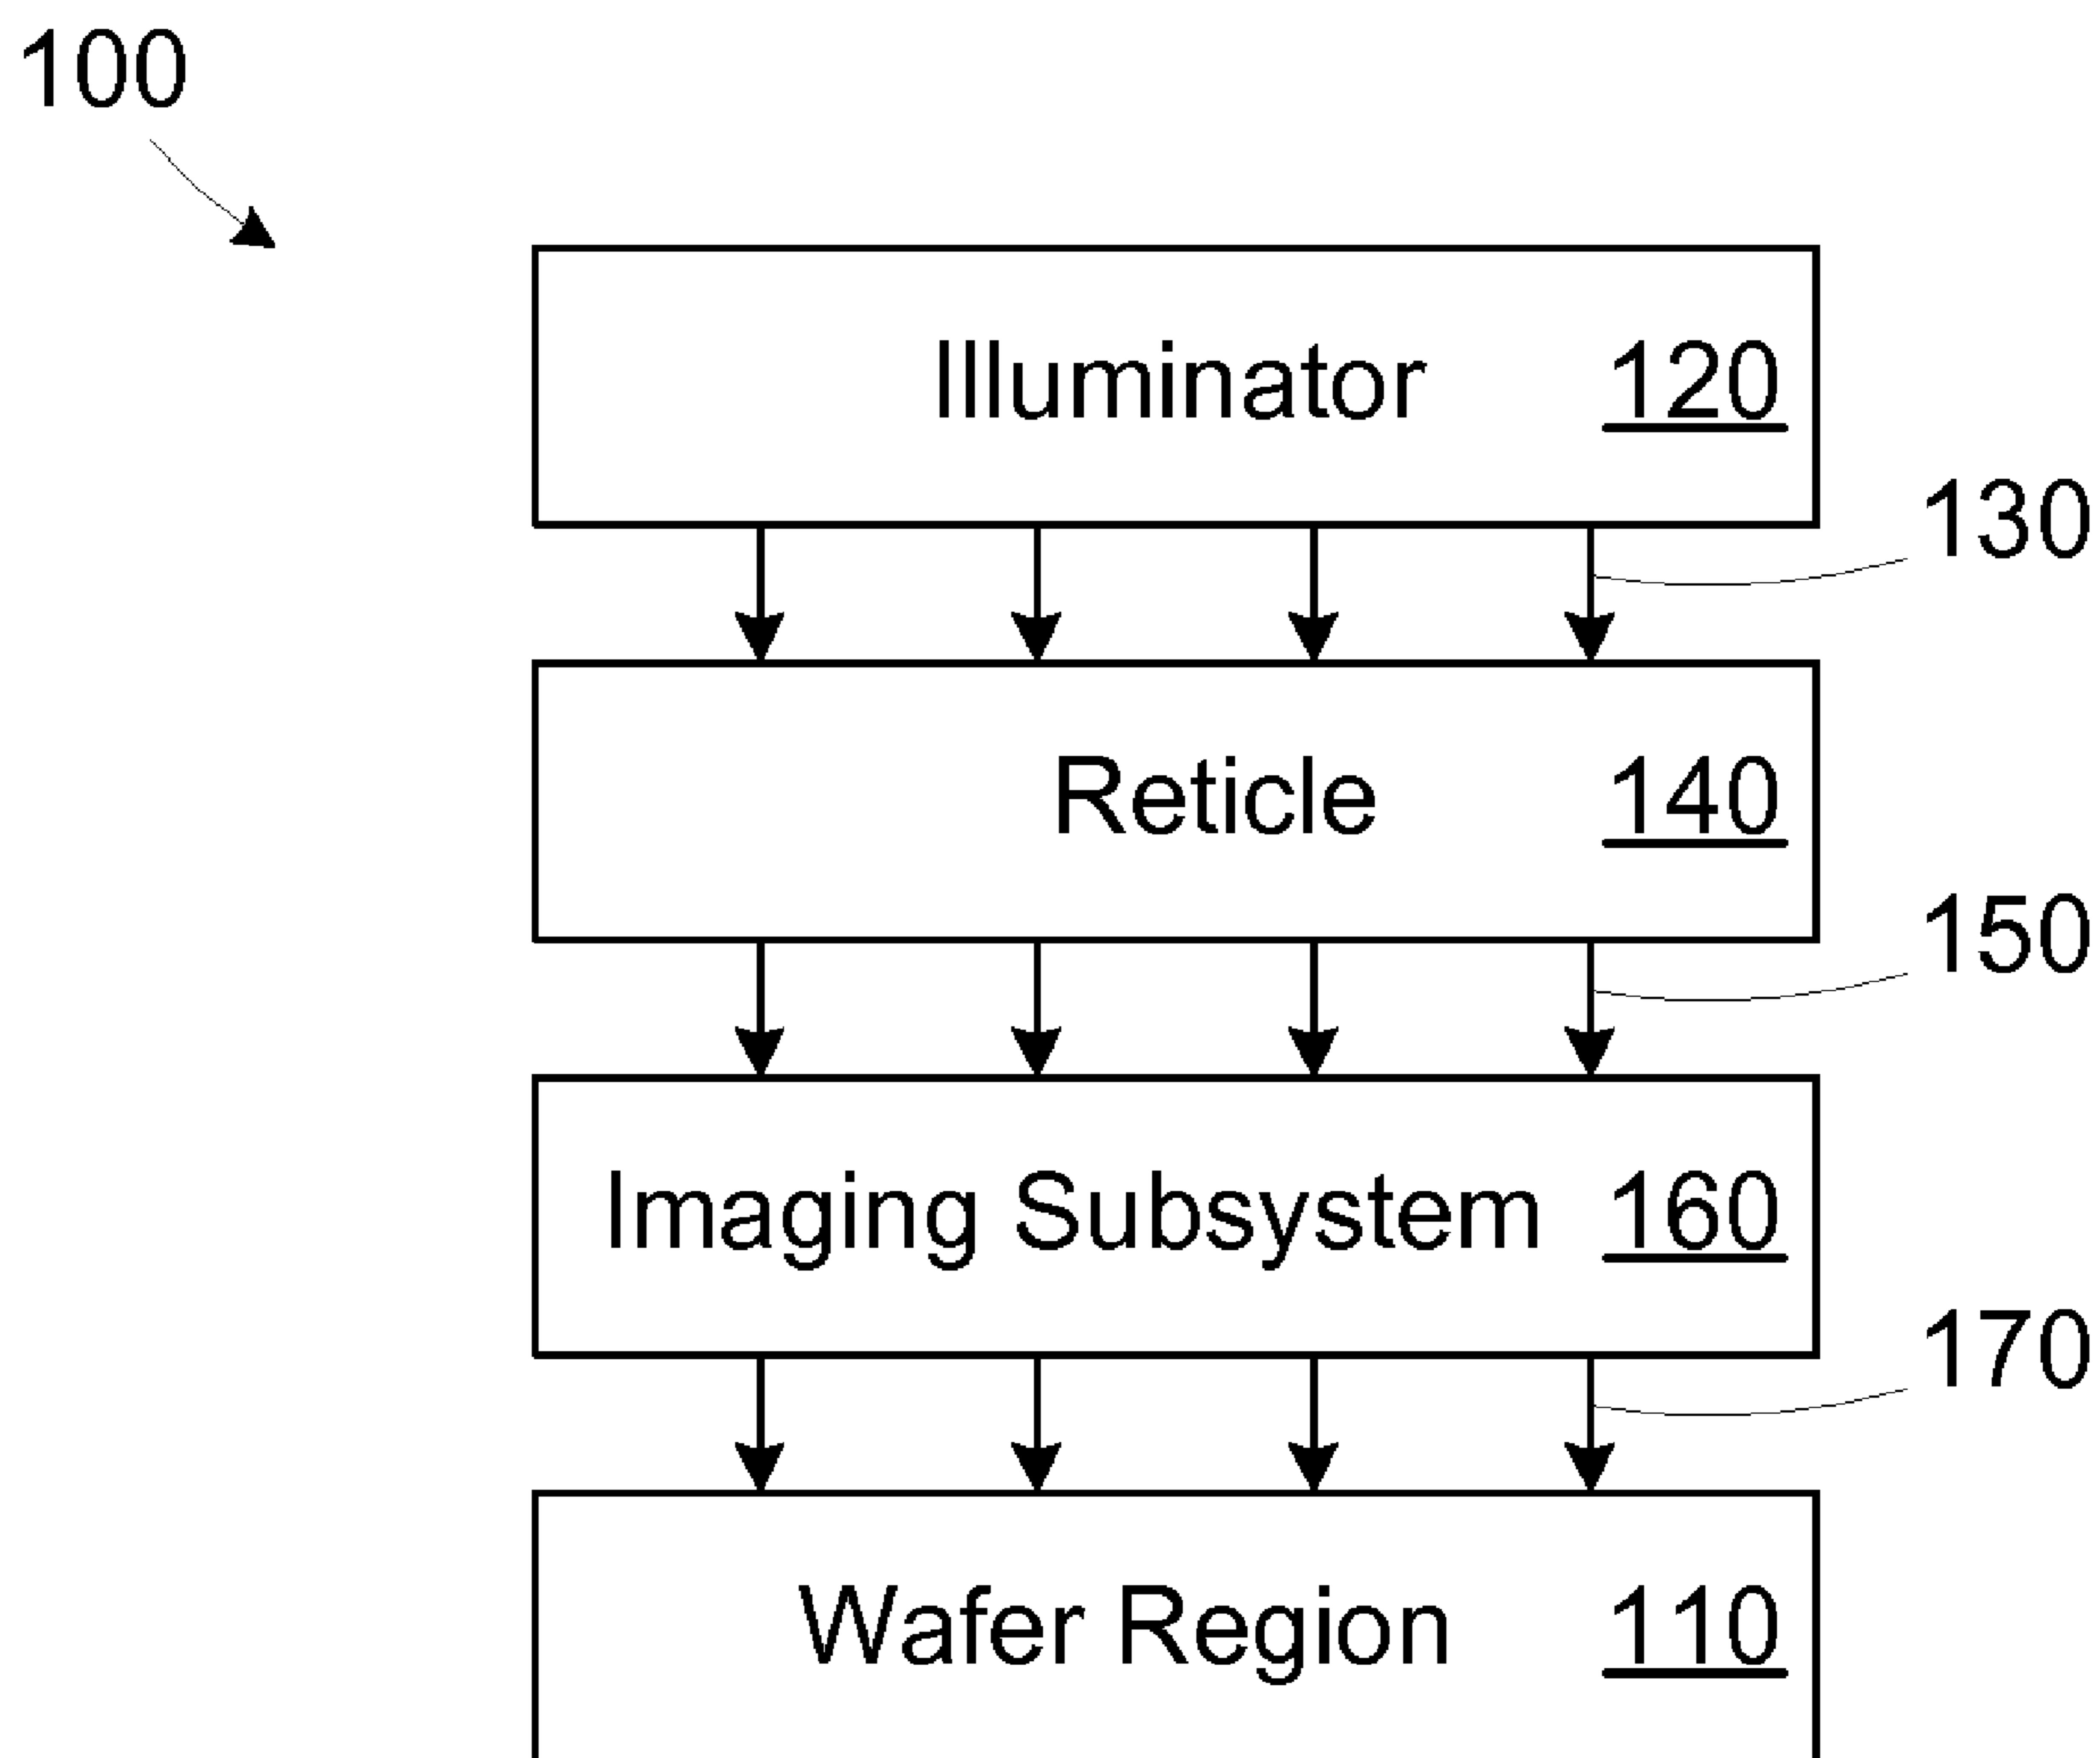 100
Illuminator 120
130
Reticle 140
150
Imaging Subsystem 160
170
Wafer Region 110